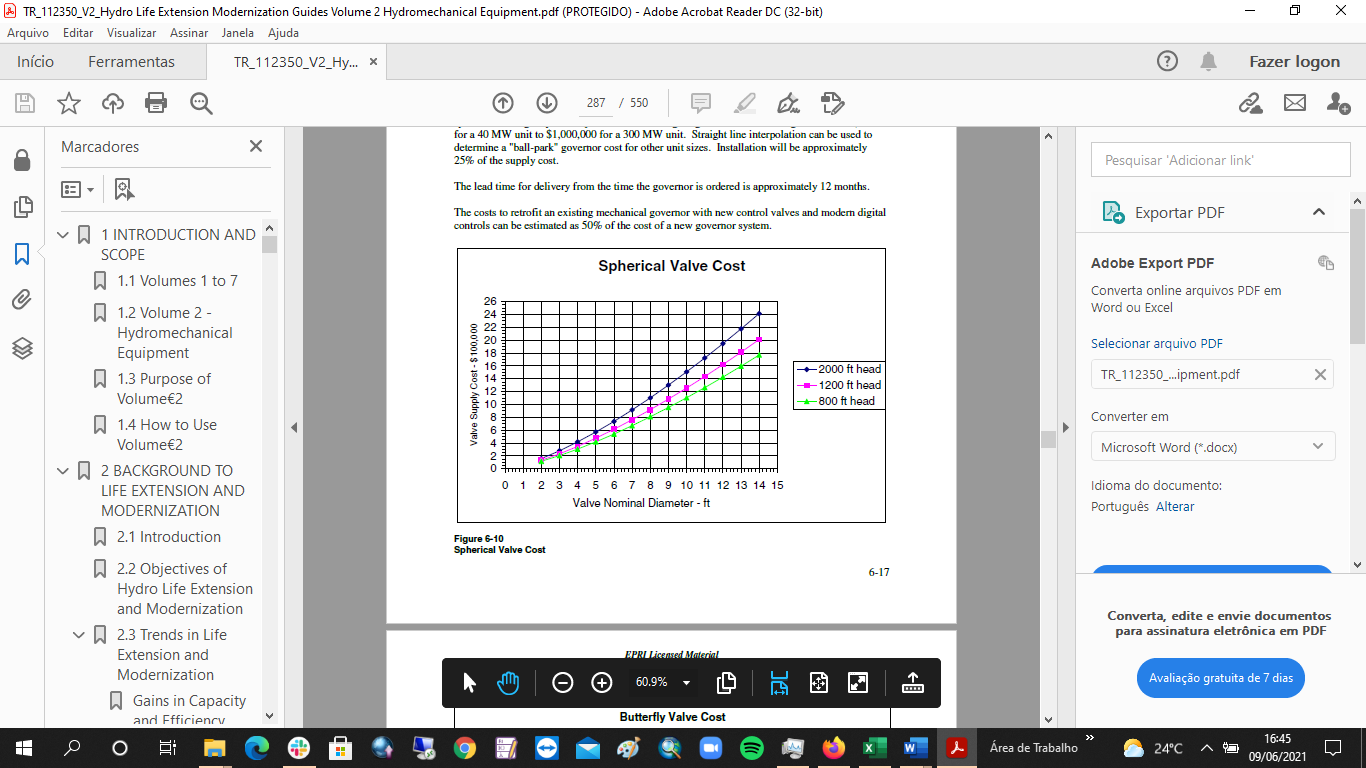 TR_112350_V2_Hydro Life Extension Modernization Guides Volume 2 Hydromechanical Equipment.pdf (PROTEGIDO) - Adobe Acrobat Reader DC (32-bit)
Arquivo Editar Visualizar Assinar Janela Ajuda
Início Ferramentas TR_112350_V2_Hy... Fazer logon
287 / 550
Marcadores
1 INTRODUCTION AND
SCOPE
1.1 Volumes 1 to 7
1.2 Volume 2 -
Hydromechanical
Equipment
1.3 Purpose of
Volume€2
1.4 How to Use
Volume€2
2 BACKGROUND TO
LIFE EXTENSION AND
MODERNIZATION
2.1 Introduction
2.2 Objectives of
Hydro Life Extension
and Modernization
2.3 Trends in Life
Extension and
Modernization
Gains in Capacity
and Efficiency
for a 40 MW unit to $1,000,000 for a 300 MW unit. Straight line interpolation can be used to
determine a "ball-park" governor cost for other unit sizes. Installation will be approximately
25% of the supply cost.
The lead time for delivery from the time the governor is ordered is approximately 12 months.
The costs to retrofit an existing mechanical governor with new control valves and modern digital
controls can be estimated as 50% of the cost of a new governor system.
Spherical Valve Cost
Valve Supply Cost - $100,000
26
24
22
20
18
16
14
12
10
8
6
4
2
0
0 1 2 3 4 5 6 7 8 9 10 11 12 13 14 15
Valve Nominal Diameter - ft
2000 ft head
1200 ft head
800 ft head
Figure 6-10
Spherical Valve Cost
6-17
EPRI Licensed Material
60.9%
Butterfly Valve Cost
Pesquisar 'Adicionar link'
Exportar PDF
Adobe Export PDF
Converta online arquivos PDF em
Word ou Excel
Selecionar arquivo PDF
TR_112350_...ipment.pdf
Converter em
Microsoft Word (*.docx)
Idioma do documento:
Português Alterar
Converta, edite e envie documentos
para assinatura eletrônica em PDF
Avaliação gratuita de 7 dias
Área de Trabalho
24°C
16:45
09/06/2021